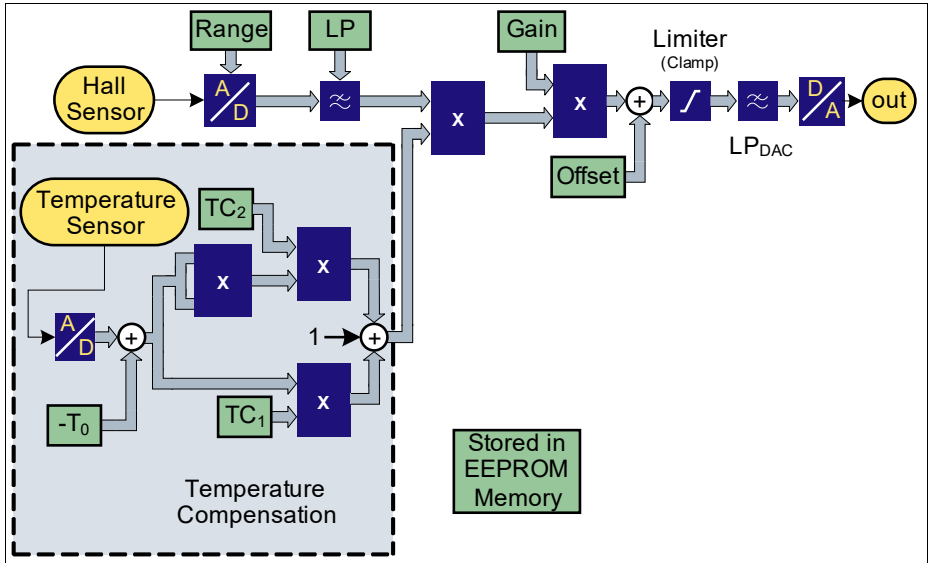 Range
LP
Gain
Limiter
(Clamp)
Hall
Sensor
A
D
x
x
D
A
out
LP_DAC
Offset
Temperature
Sensor
TC₂
x
x
A
D
1
x
-T₀
TC₁
Temperature
Compensation
Stored in
EEPROM
Memory